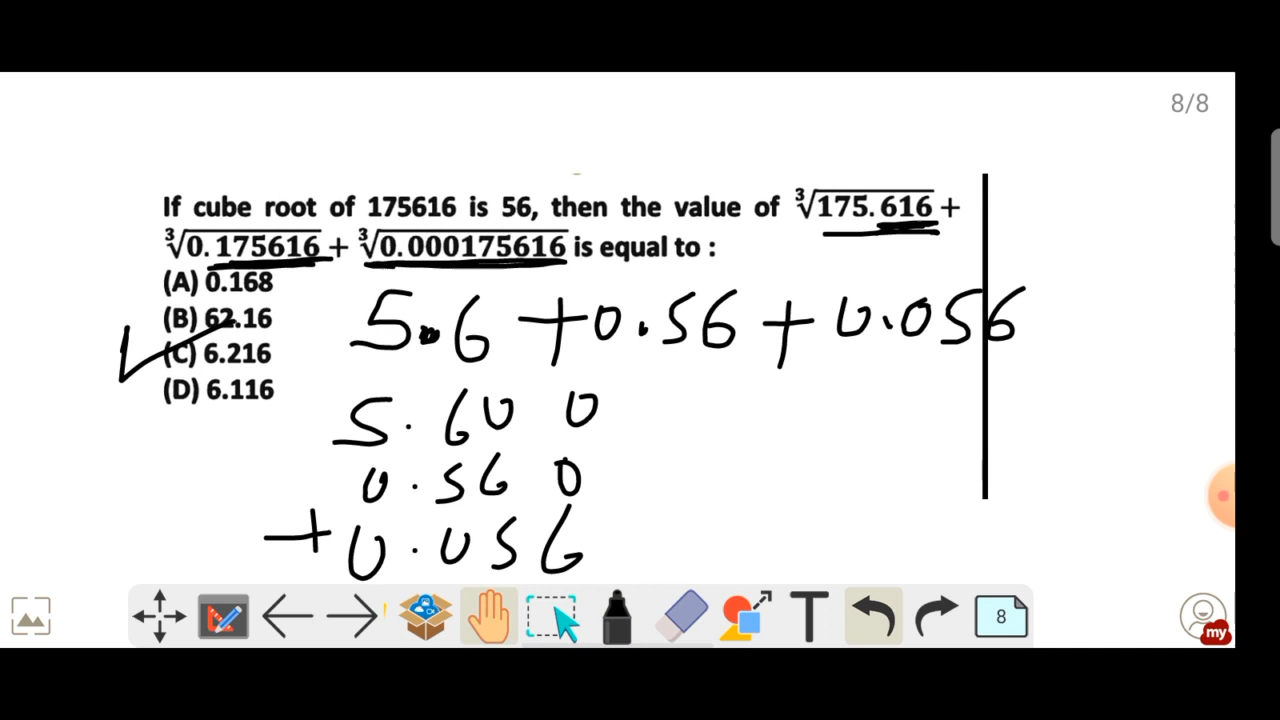 8/8
If cube root of 175616 is 56, then the value of ∛175.616 +
∛0.175616 + ∛0.000175616 is equal to :
(A) 0.168
(B) 62.16
(C) 6.216
(D) 6.116
5.6 + 0.56 + 0.056
5.600
0.560
+ 0.056
T
8
my